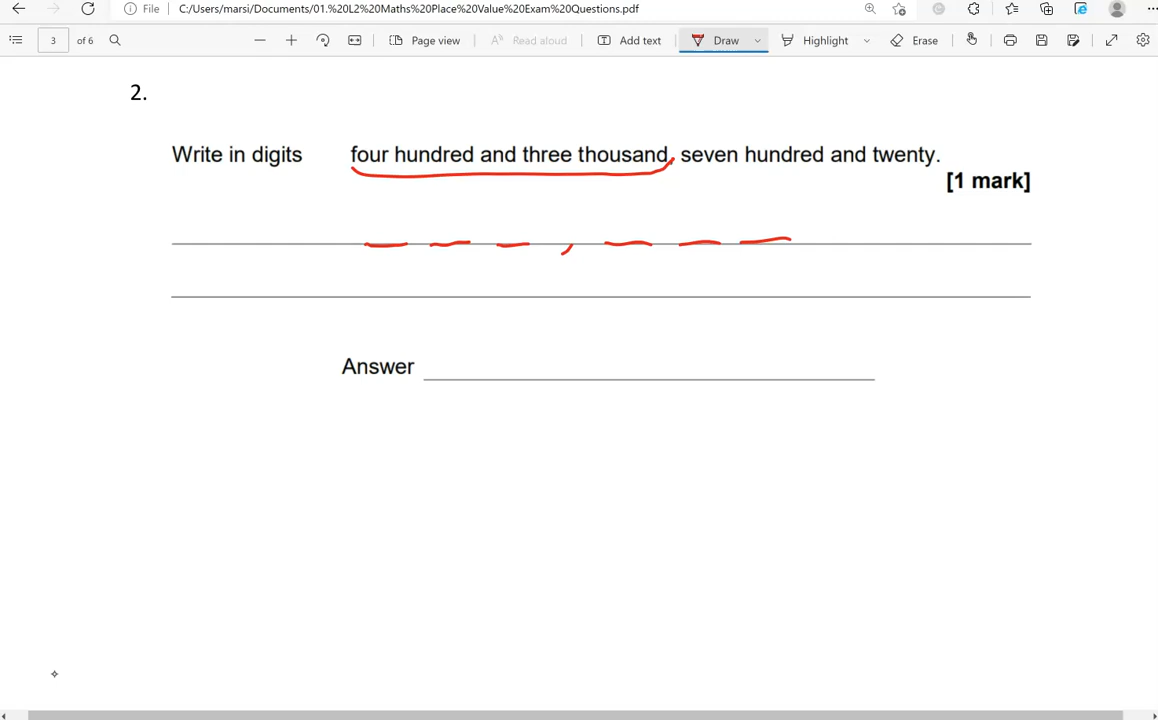 File C:/Users/marsi/Documents/01.%20L2%20Maths%20Place%20Value%20Exam%20Questions.pdf
3 of 6 Page view Read aloud Add text Draw Highlight Erase
2.
Write in digits four hundred and three thousand, seven hundred and twenty.
[1 mark]
,
Answer